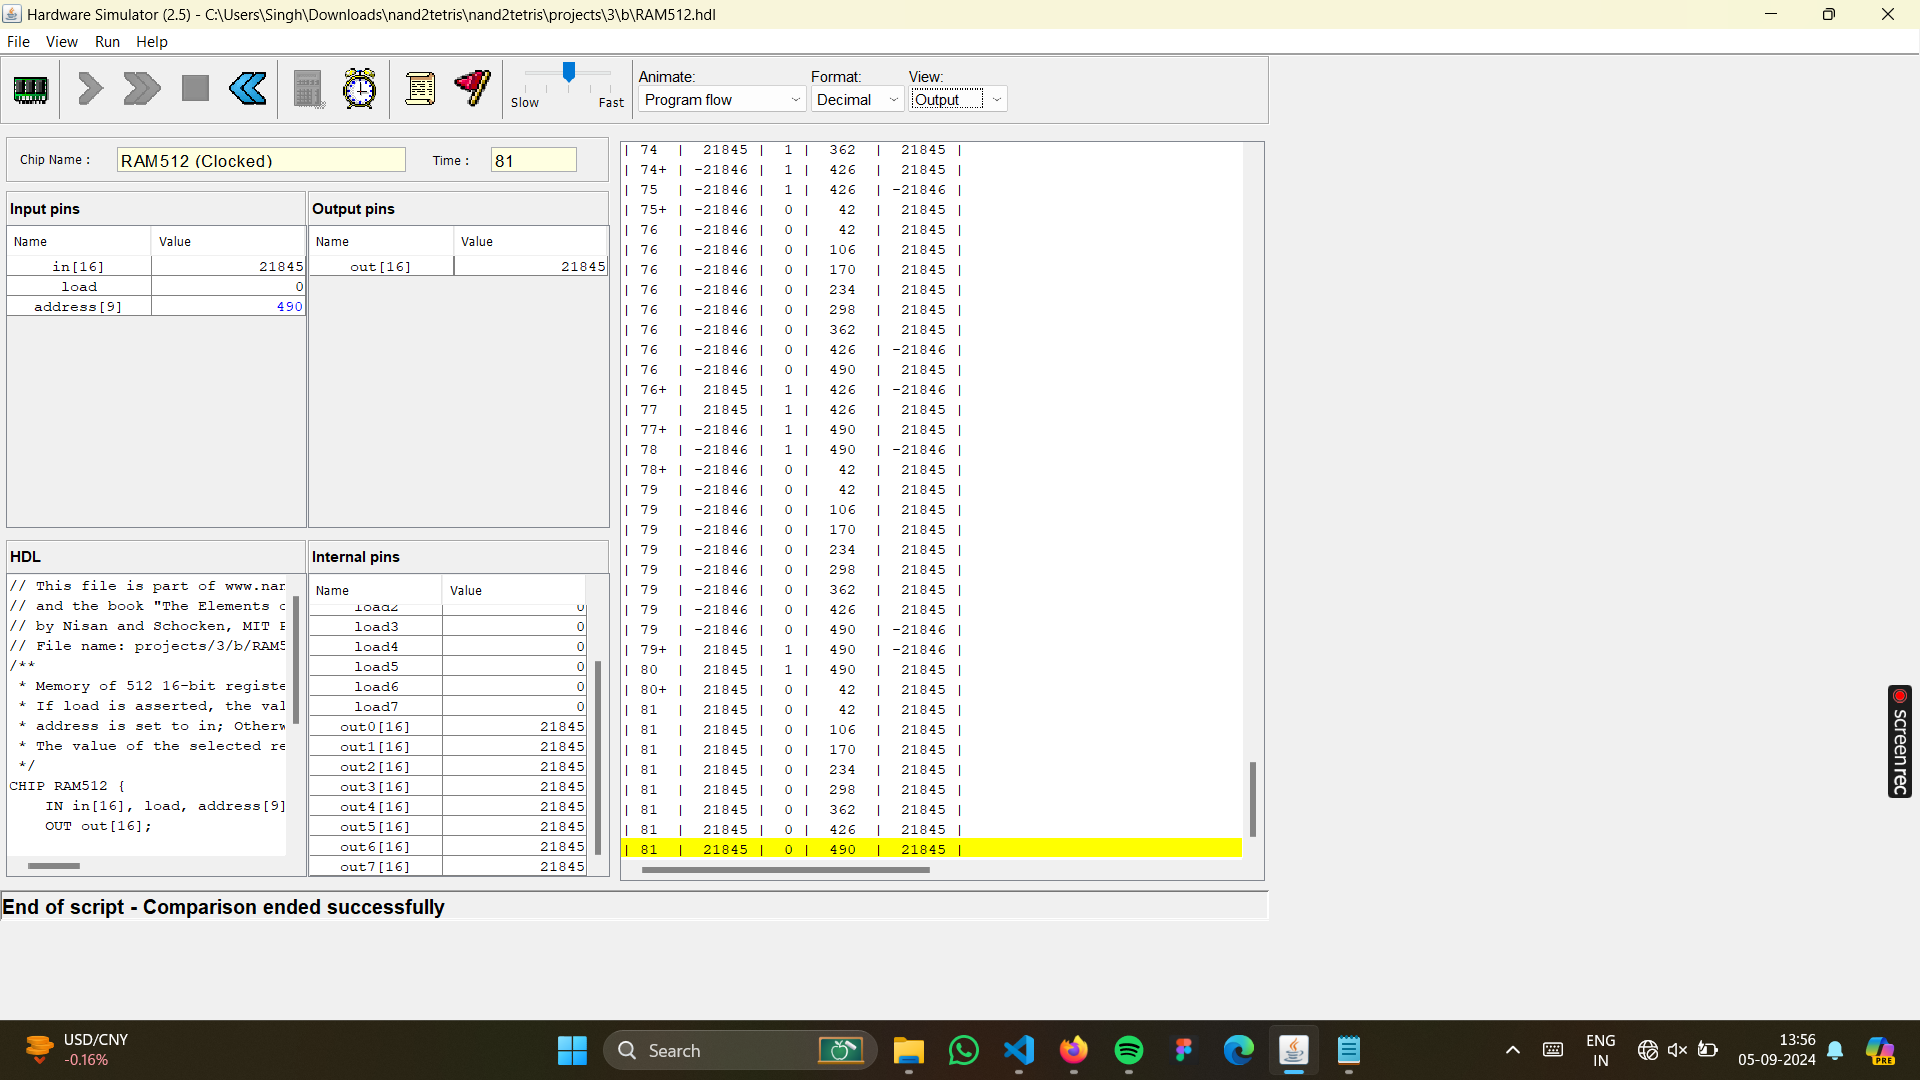 Hardware Simulator (2.5) - C:\Users\Singh\Downloads\nand2tetris\nand2tetris\projects\3\b\RAM512.hdl
File View Run Help
Slow Fast
Animate: Format: View:
Program flow Decimal Output
Chip Name : RAM512 (Clocked) Time : 81
Input pins
Name Value
in[16] 21845
load 0
address[9] 490
Output pins
Name Value
out[16] 21845
HDL
// This file is part of www.nan
// and the book "The Elements o
// by Nisan and Schocken, MIT P
// File name: projects/3/b/RAM5
/**
* Memory of 512 16-bit registe
* If load is asserted, the val
* address is set to in; Otherw
* The value of the selected re
*/
CHIP RAM512 {
IN in[16], load, address[9]
OUT out[16];
Internal pins
Name Value
load2 0
load3 0
load4 0
load5 0
load6 0
load7 0
out0[16] 21845
out1[16] 21845
out2[16] 21845
out3[16] 21845
out4[16] 21845
out5[16] 21845
out6[16] 21845
out7[16] 21845
| 74 | 21845 | 1 | 362 | 21845 |
| 74+ | -21846 | 1 | 426 | 21845 |
| 75 | -21846 | 1 | 426 | -21846 |
| 75+ | -21846 | 0 | 42 | 21845 |
| 76 | -21846 | 0 | 42 | 21845 |
| 76 | -21846 | 0 | 106 | 21845 |
| 76 | -21846 | 0 | 170 | 21845 |
| 76 | -21846 | 0 | 234 | 21845 |
| 76 | -21846 | 0 | 298 | 21845 |
| 76 | -21846 | 0 | 362 | 21845 |
| 76 | -21846 | 0 | 426 | -21846 |
| 76 | -21846 | 0 | 490 | 21845 |
| 76+ | 21845 | 1 | 426 | -21846 |
| 77 | 21845 | 1 | 426 | 21845 |
| 77+ | -21846 | 1 | 490 | 21845 |
| 78 | -21846 | 1 | 490 | -21846 |
| 78+ | -21846 | 0 | 42 | 21845 |
| 79 | -21846 | 0 | 42 | 21845 |
| 79 | -21846 | 0 | 106 | 21845 |
| 79 | -21846 | 0 | 170 | 21845 |
| 79 | -21846 | 0 | 234 | 21845 |
| 79 | -21846 | 0 | 298 | 21845 |
| 79 | -21846 | 0 | 362 | 21845 |
| 79 | -21846 | 0 | 426 | 21845 |
| 79 | -21846 | 0 | 490 | -21846 |
| 79+ | 21845 | 1 | 490 | -21846 |
| 80 | 21845 | 1 | 490 | 21845 |
| 80+ | 21845 | 0 | 42 | 21845 |
| 81 | 21845 | 0 | 42 | 21845 |
| 81 | 21845 | 0 | 106 | 21845 |
| 81 | 21845 | 0 | 170 | 21845 |
| 81 | 21845 | 0 | 234 | 21845 |
| 81 | 21845 | 0 | 298 | 21845 |
| 81 | 21845 | 0 | 362 | 21845 |
| 81 | 21845 | 0 | 426 | 21845 |
| 81 | 21845 | 0 | 490 | 21845 |
End of script - Comparison ended successfully
screenrec
USD/CNY
-0.16%
Search
ENG
IN
13:56
05-09-2024
PRE